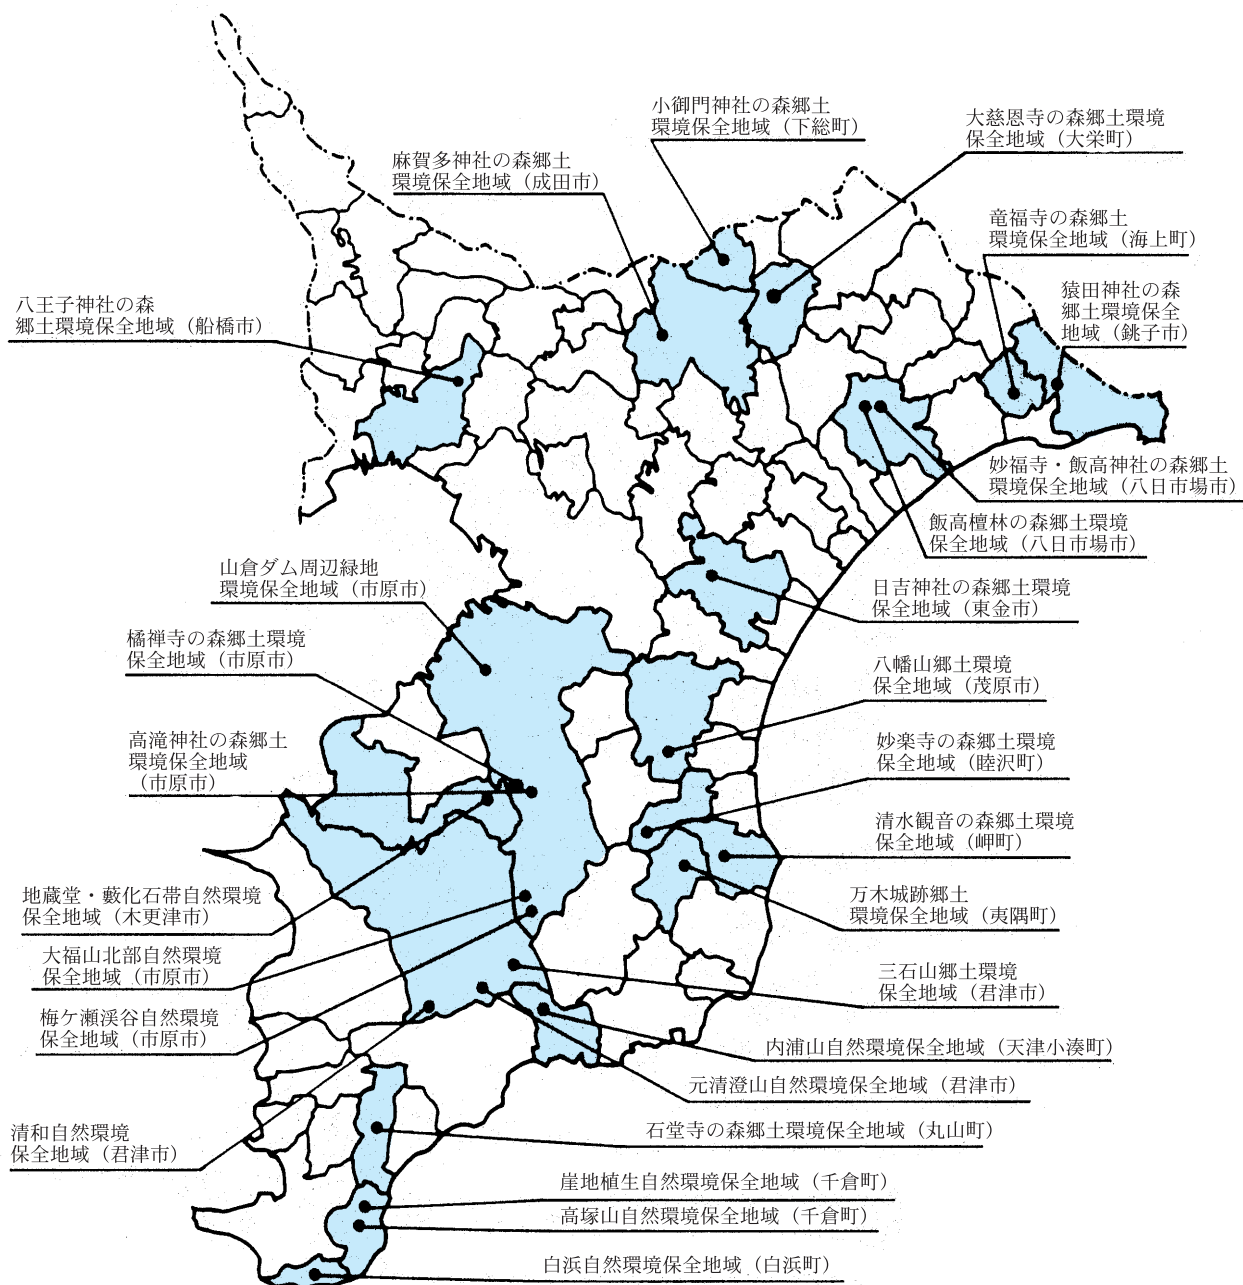 小御門神社の森郷土
環境保全地域（下総町）
大慈恩寺の森郷土環境
保全地域（大栄町）
麻賀多神社の森郷土
環境保全地域（成田市）
竜福寺の森郷土
環境保全地域（海上町）
猿田神社の森
郷土環境保全
地域（銚子市）
八王子神社の森
郷土環境保全地域（船橋市）
妙福寺・飯高神社の森郷土
環境保全地域（八日市場市）
飯高檀林の森郷土環境
保全地域（八日市場市）
山倉ダム周辺緑地
環境保全地域（市原市）
日吉神社の森郷土環境
保全地域（東金市）
橘禅寺の森郷土環境
保全地域（市原市）
八幡山郷土環境
保全地域（茂原市）
高滝神社の森郷土
環境保全地域
（市原市）
妙楽寺の森郷土環境
保全地域（睦沢町）
清水観音の森郷土環境
保全地域（岬町）
地蔵堂・藪化石帯自然環境
保全地域（木更津市）
万木城跡郷土
環境保全地域（夷隅町）
大福山北部自然環境
保全地域（市原市）
三石山郷土環境
保全地域（君津市）
梅ケ瀬渓谷自然環境
保全地域（市原市）
内浦山自然環境保全地域（天津小湊町）
元清澄山自然環境保全地域（君津市）
清和自然環境
保全地域（君津市）
石堂寺の森郷土環境保全地域（丸山町）
崖地植生自然環境保全地域（千倉町）
高塚山自然環境保全地域（千倉町）
白浜自然環境保全地域（白浜町）